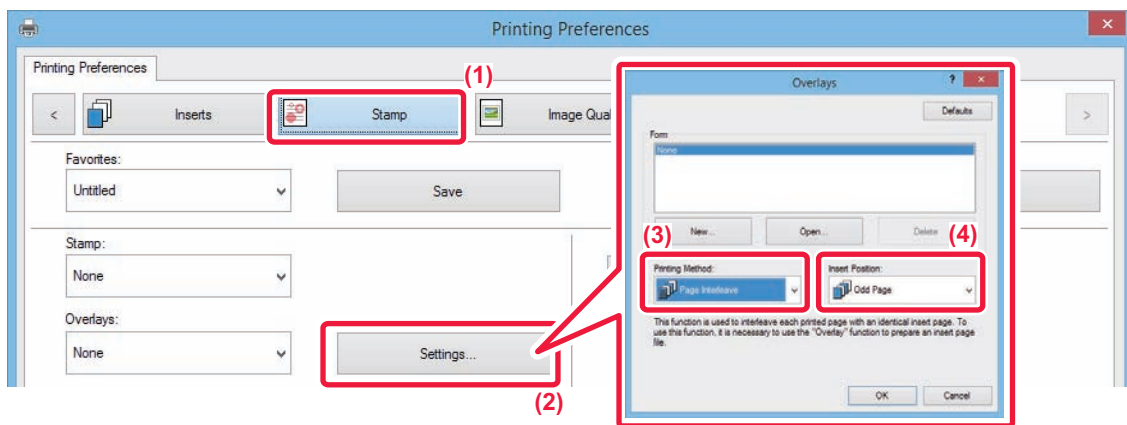 Printing Preferences
Printing Preferences
(1)
< Inserts Stamp Image Qual >
Favorites:
Untitled Save
Stamp:
None
Overlays:
None Settings...
(2)
Overlays ?
Defaults
Form
None
New... Open... Delete
(3) (4)
Printing Method: Insert Position:
Page Interleave Odd Page
This function is used to interleave each printed page with an identical insert page. To
use this function, it is necessary to use the "Overlay" function to prepare an insert page
file.
OK Cancel